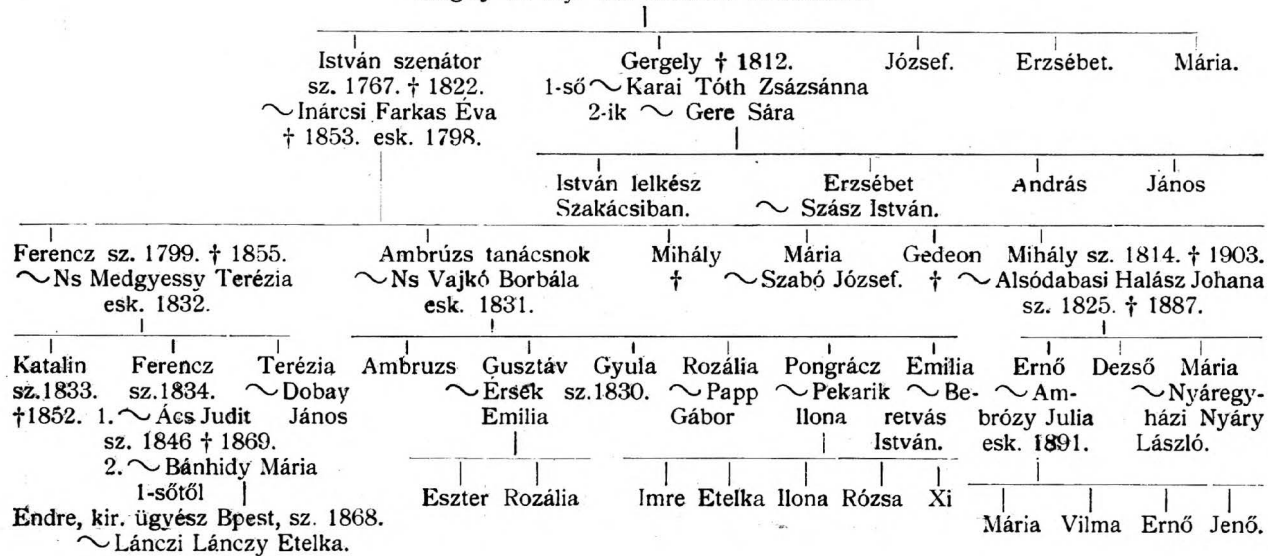 István szenátor Gergely † 1812. József. Erzsébet. Mária.
sz. 1767. † 1822. 1-ső ~ Karai Tóth Zsázsánna
~ Inárcsi Farkas Éva 2-ik ~ Gere Sára
† 1853. esk. 1798.
István lelkész Erzsébet András János
Szakácsiban. ~ Szász István.
Ferencz sz. 1799. † 1855. Ambrúzs tanácsnok Mihály Mária Gedeon Mihály sz. 1814. † 1903.
~ Ns Medgyessy Terézia ~ Ns Vajkó Borbála † ~ Szabó József. † ~ Alsódabasi Halász Johana
esk. 1832. esk. 1831. sz. 1825. † 1887.
Katalin Ferencz Terézia Ambruzs Gusztáv Gyula Rozália Pongrácz Emilia Ernő Dezső Mária
sz. 1833. sz. 1834. ~ Dobay ~ Érsek sz. 1830. ~ Papp ~ Pekarik ~ Be- ~ Am- ~ Nyáregy-
† 1852. 1. ~ Ács Judit János Emilia Gábor Ilona retvás brózy Julia házi Nyáry
sz. 1846 † 1869. István. esk. 1891. László.
2. ~ Bánhidy Mária
1-sőtől Eszter Rozália Imre Etelka Ilona Rózsa Xi
Endre, kir. ügyész Bpest, sz. 1868. Mária Vilma Ernő Jenő.
~ Lánczi Lánczy Etelka.